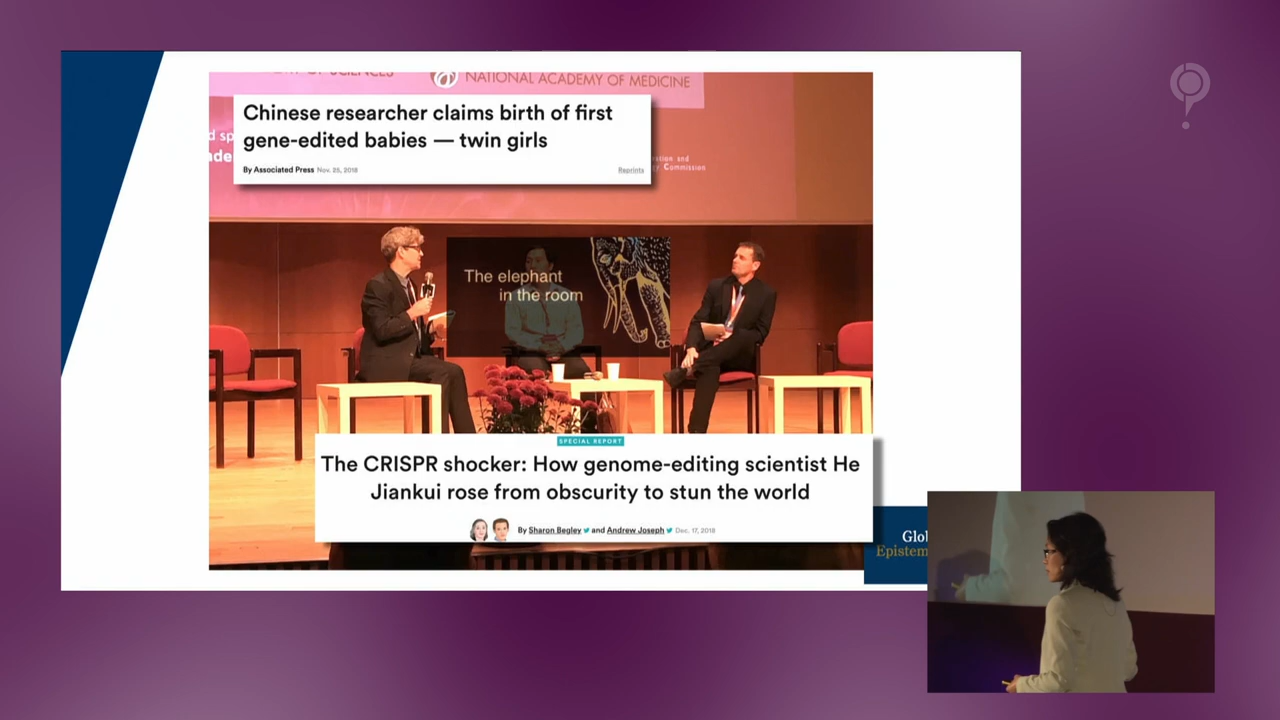 NATIONAL ACADEMY OF MEDICINE
Chinese researcher claims birth of first
gene-edited babies — twin girls
By Associated Press Nov. 25, 2018
Reprints
Commission
The elephant
in the room
SPECIAL REPORT
The CRISPR shocker: How genome-editing scientist He
Jiankui rose from obscurity to stun the world
By Sharon Begley and Andrew Joseph Dec. 17, 2018